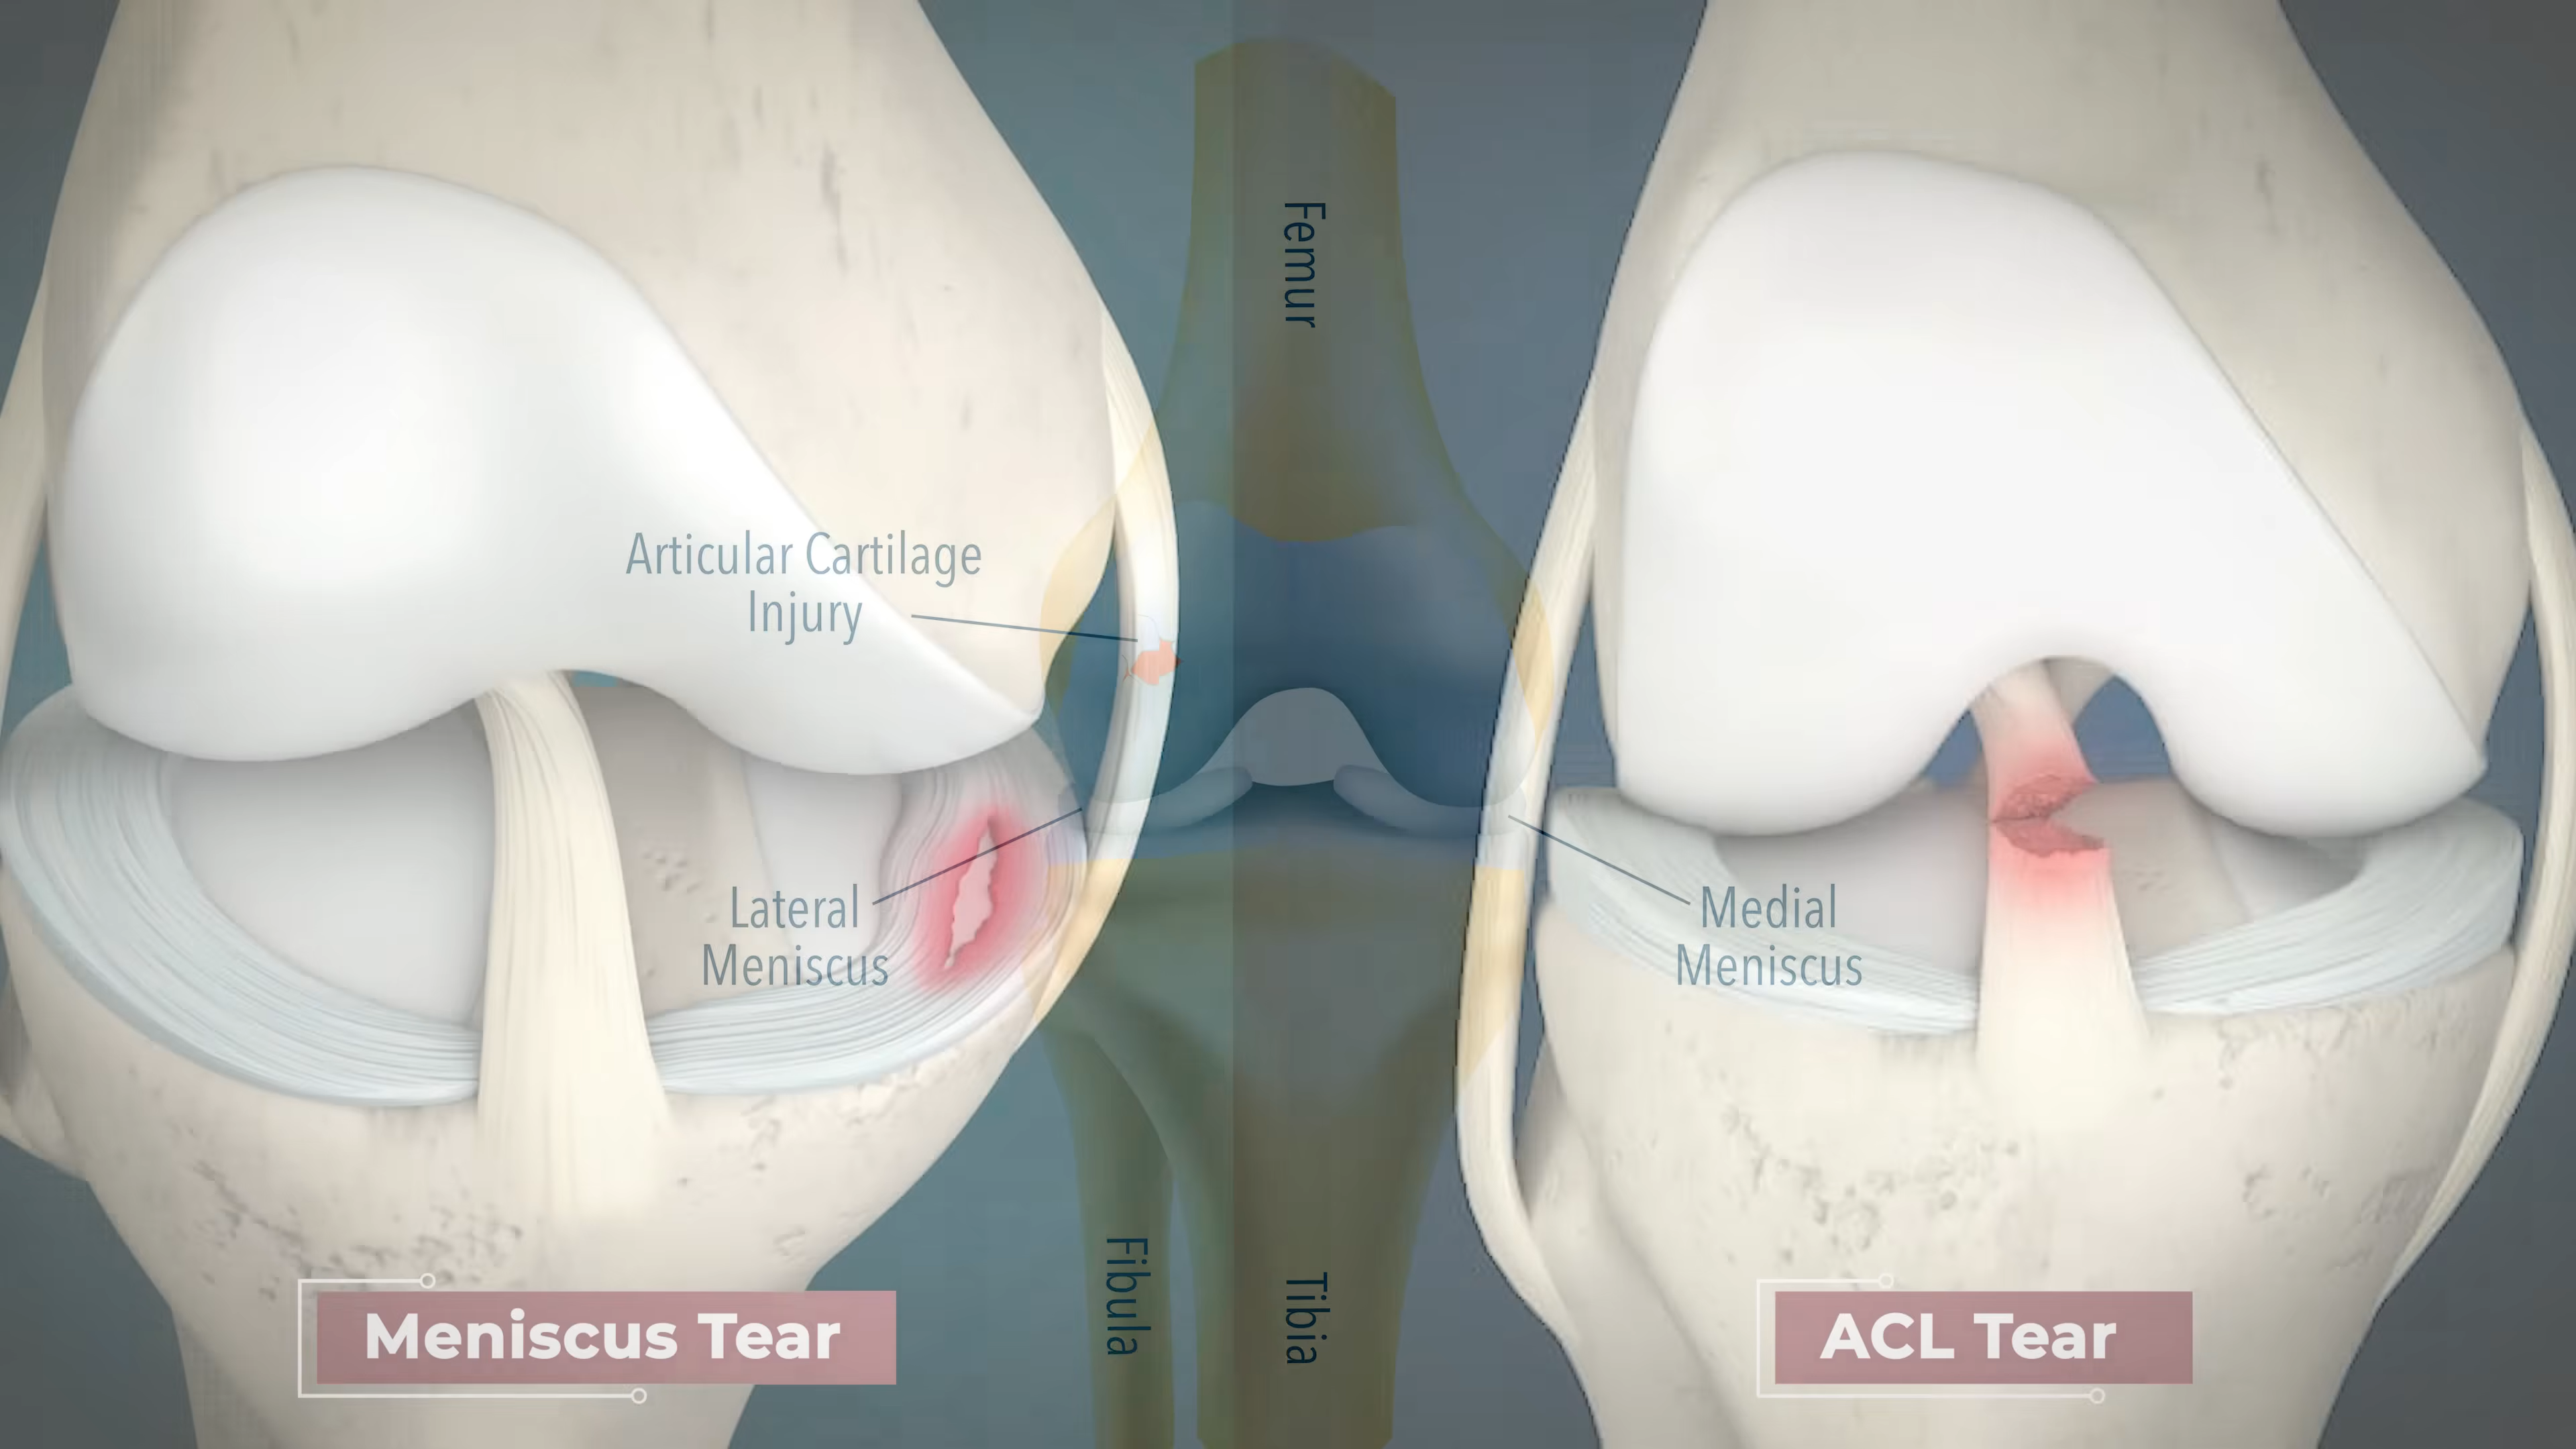 Femur
Articular Cartilage
Injury
Lateral
Meniscus
Medial
Meniscus
Fibula
Tibia
Meniscus Tear
ACL Tear